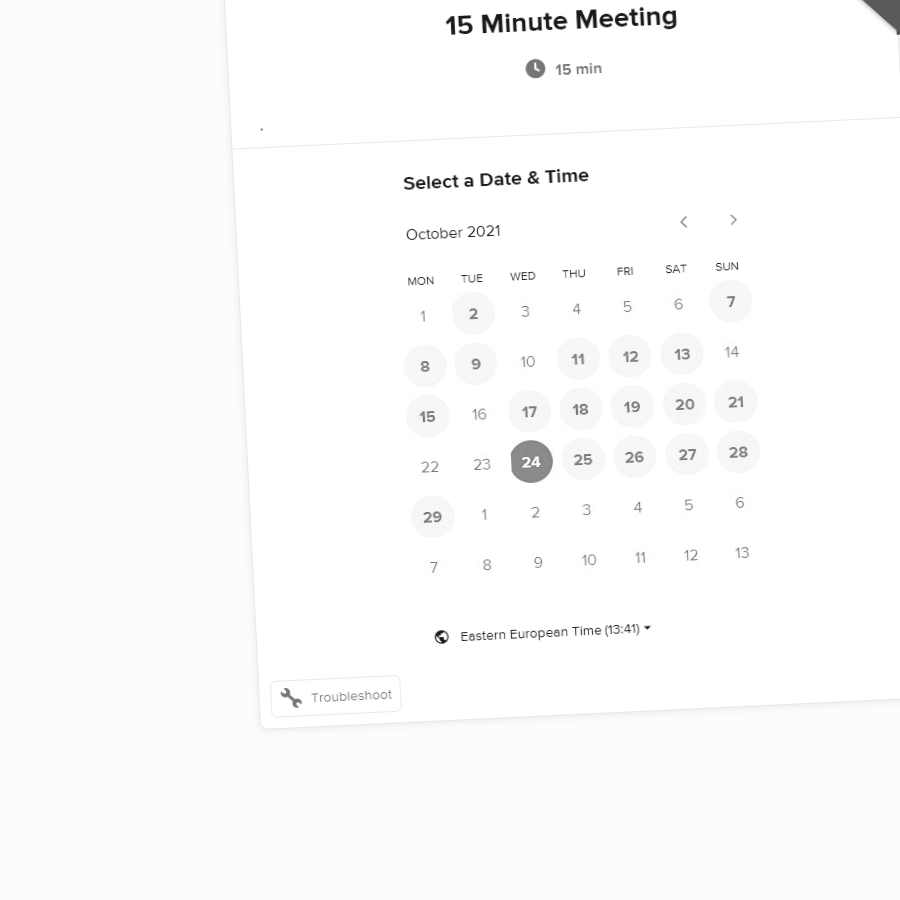 15 Minute Meeting
15 min
.
Select a Date & Time
October 2021
MON TUE WED THU FRI SAT SUN
1 2 3 4 5 6 7
8 9 10 11 12 13 14
15 16 17 18 19 20 21
22 23 24 25 26 27 28
29 1 2 3 4 5 6
7 8 9 10 11 12 13
Eastern European Time (13:41)
Troubleshoot